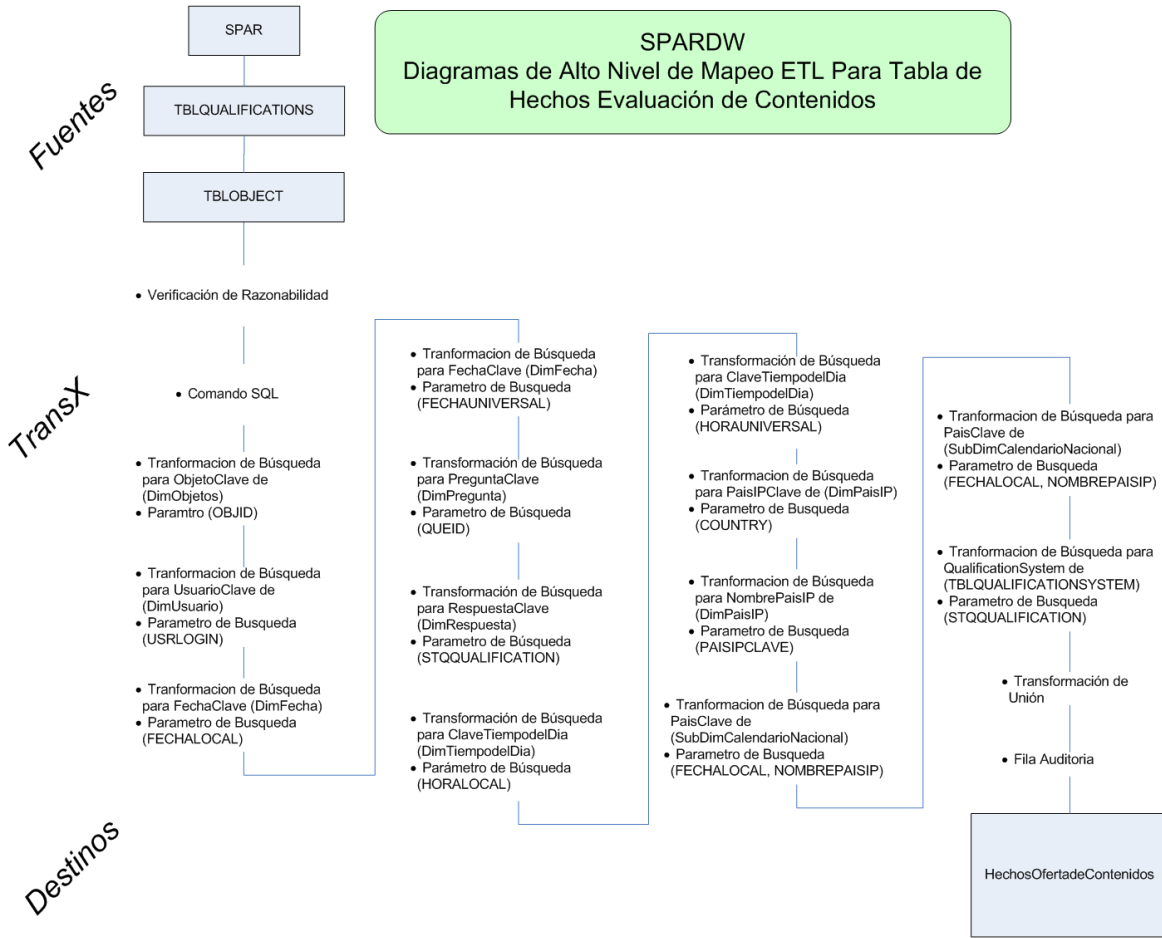 SPAR
SPARDW
Diagramas de Alto Nivel de Mapeo ETL Para Tabla de
Hechos Evaluación de Contenidos
Fuentes
TBLQUALIFICATIONS
TBLOBJECT
TransX
• Verificación de Razonabilidad
• Comando SQL
• Tranformacion de Búsqueda
para ObjetoClave de
(DimObjetos)
• Paramtro (OBJID)
• Tranformacion de Búsqueda
para UsuarioClave de
(DimUsuario)
• Parametro de Busqueda
(USRLOGIN)
• Tranformacion de Búsqueda
para FechaClave (DimFecha)
• Parametro de Busqueda
(FECHALOCAL)
• Tranformacion de Búsqueda
para FechaClave (DimFecha)
• Parametro de Busqueda
(FECHAUNIVERSAL)
• Transformación de Búsqueda
para PreguntaClave
(DimPregunta)
• Parametro de Búsqueda
(QUEID)
• Transformación de Búsqueda
para RespuestaClave
(DimRespuesta)
• Parametro de Búsqueda
(STQQUALIFICATION)
• Transformación de Búsqueda
para ClaveTiempodelDia
(DimTiempodelDia)
• Parámetro de Búsqueda
(HORALOCAL)
• Transformación de Búsqueda
para ClaveTiempodelDia
(DimTiempodelDia)
• Parámetro de Búsqueda
(HORAUNIVERSAL)
• Tranformacion de Búsqueda
para PaisIPClave de (DimPaisIP)
• Parametro de Busqueda
(COUNTRY)
• Tranformacion de Búsqueda
para NombrePaisIP de
(DimPaisIP)
• Parametro de Busqueda
(PAISIPCLAVE)
• Tranformacion de Búsqueda para
PaisClave de
(SubDimCalendarioNacional)
• Parametro de Busqueda
(FECHALOCAL, NOMBREPAISIP)
• Tranformacion de Búsqueda para
PaisClave de
(SubDimCalendarioNacional)
• Parametro de Busqueda
(FECHALOCAL, NOMBREPAISIP)
• Tranformacion de Búsqueda para
QualificationSystem de
(TBLQUALIFICATIONSYSTEM)
• Parametro de Busqueda
(STQQUALIFICATION)
• Transformación de
Unión
• Fila Auditoria
Destinos
HechosOfertadeContenidos